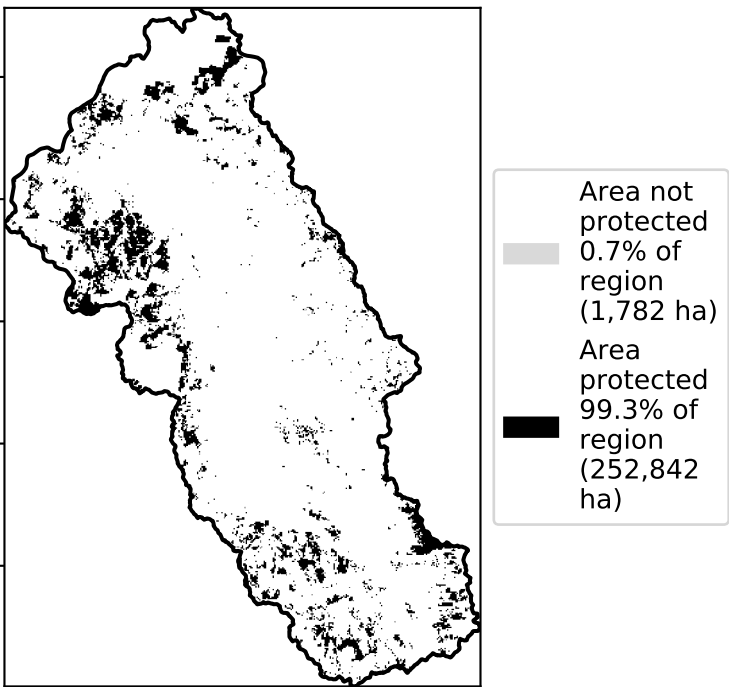 Area not
protected
0.7% of
region
(1,782 ha)
Area
protected
99.3% of
region
(252,842
ha)